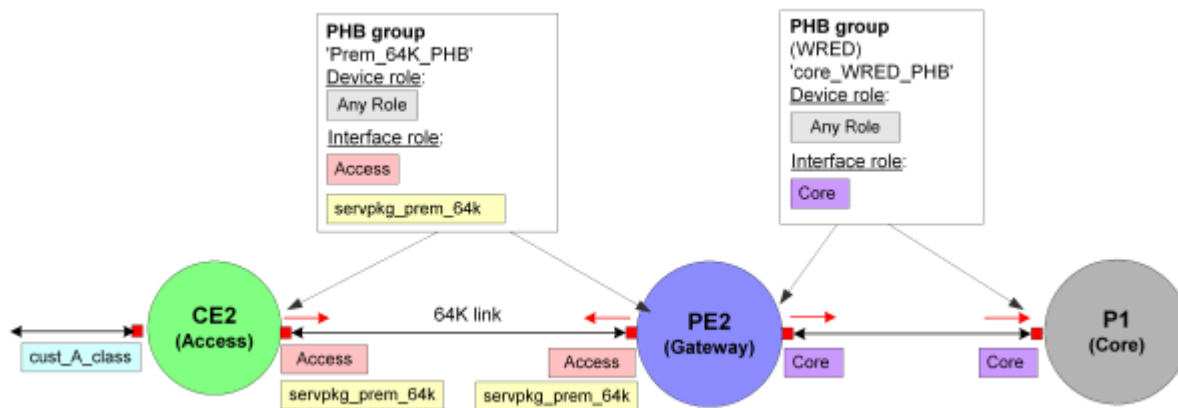 PHB group
'Prem_64K_PHB'
Device role:
Any Role
Interface role:
Access
servpkg_prem_64k
PHB group
(WRED)
'core_WRED_PHB'
Device role:
Any Role
Interface role:
Core
CE2
(Access)
64K link
PE2
(Gateway)
P1
(Core)
cust_A_class
Access
servpkg_prem_64k
Access
servpkg_prem_64k
Core
Core